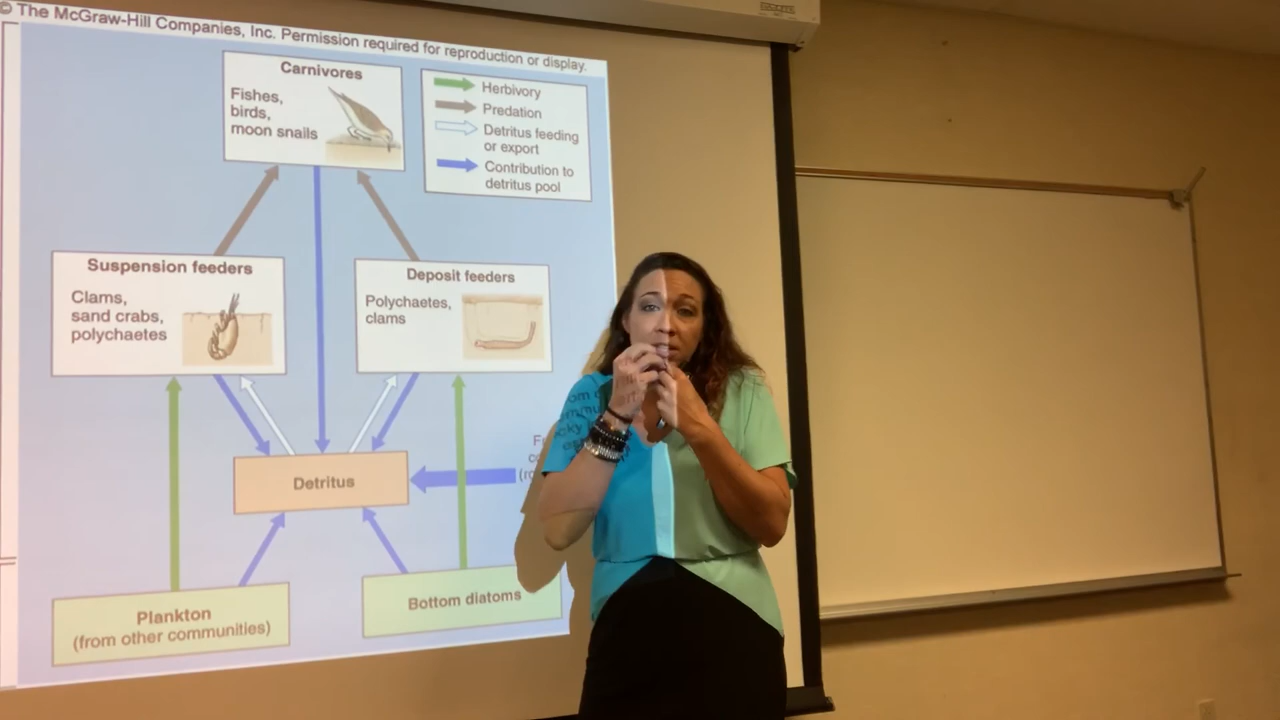 © The McGraw-Hill Companies, Inc. Permission required for reproduction or display.
Carnivores
Fishes,
birds,
moon snails
Herbivory
Predation
Detritus feeding
or export
Contribution to
detritus pool
Suspension feeders
Clams,
sand crabs,
polychaetes
Deposit feeders
Polychaetes,
clams
Detritus
Plankton
(from other communities)
Bottom diatoms